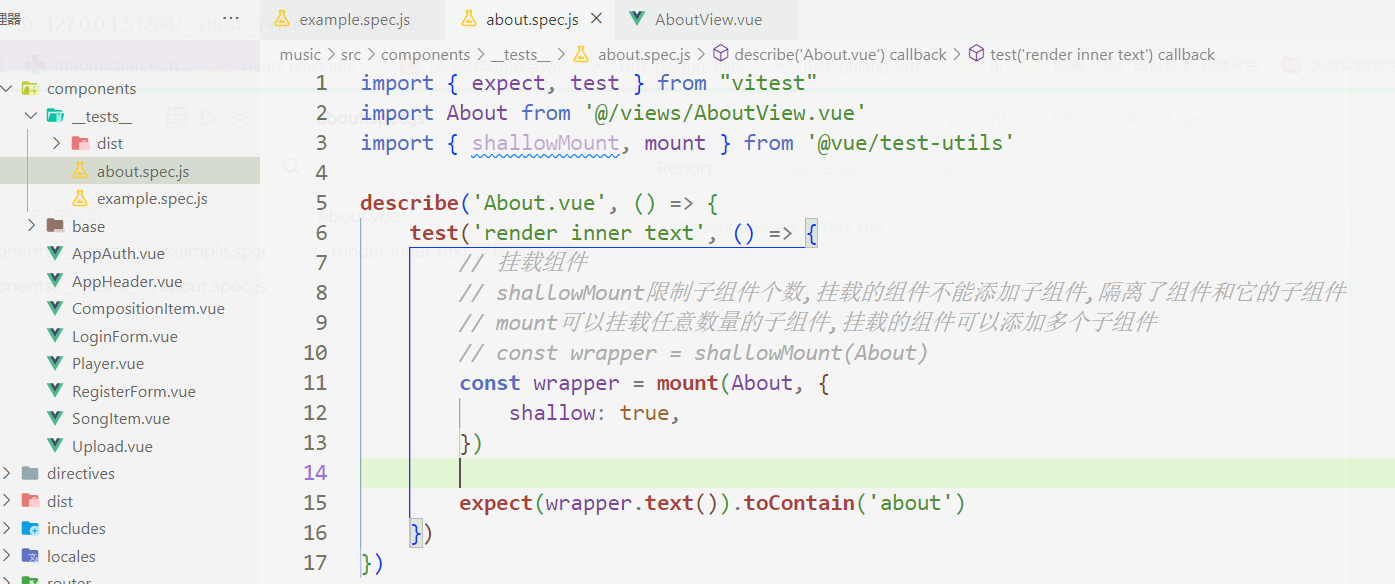 理器
...
example.spec.js
about.spec.js
AboutView.vue
music > src > components > __tests__ > about.spec.js > describe('About.vue') callback > test('render inner text') callback
components
__tests__
dist
about.spec.js
example.spec.js
base
AppAuth.vue
AppHeader.vue
CompositionItem.vue
LoginForm.vue
Player.vue
RegisterForm.vue
SongItem.vue
Upload.vue
directives
dist
includes
locales
router
1 import { expect, test } from "vitest"
2 import About from '@/views/AboutView.vue'
3 import { shallowMount, mount } from '@vue/test-utils'
4
5 describe('About.vue', () => {
6 test('render inner text', () => {
7 // 挂载组件
8 // shallowMount限制子组件个数,挂载的组件不能添加子组件,隔离了组件和它的子组件
9 // mount可以挂载任意数量的子组件,挂载的组件可以添加多个子组件
10 // const wrapper = shallowMount(About)
11 const wrapper = mount(About, {
12 shallow: true,
13 })
14
15 expect(wrapper.text()).toContain('about')
16 })
17 })